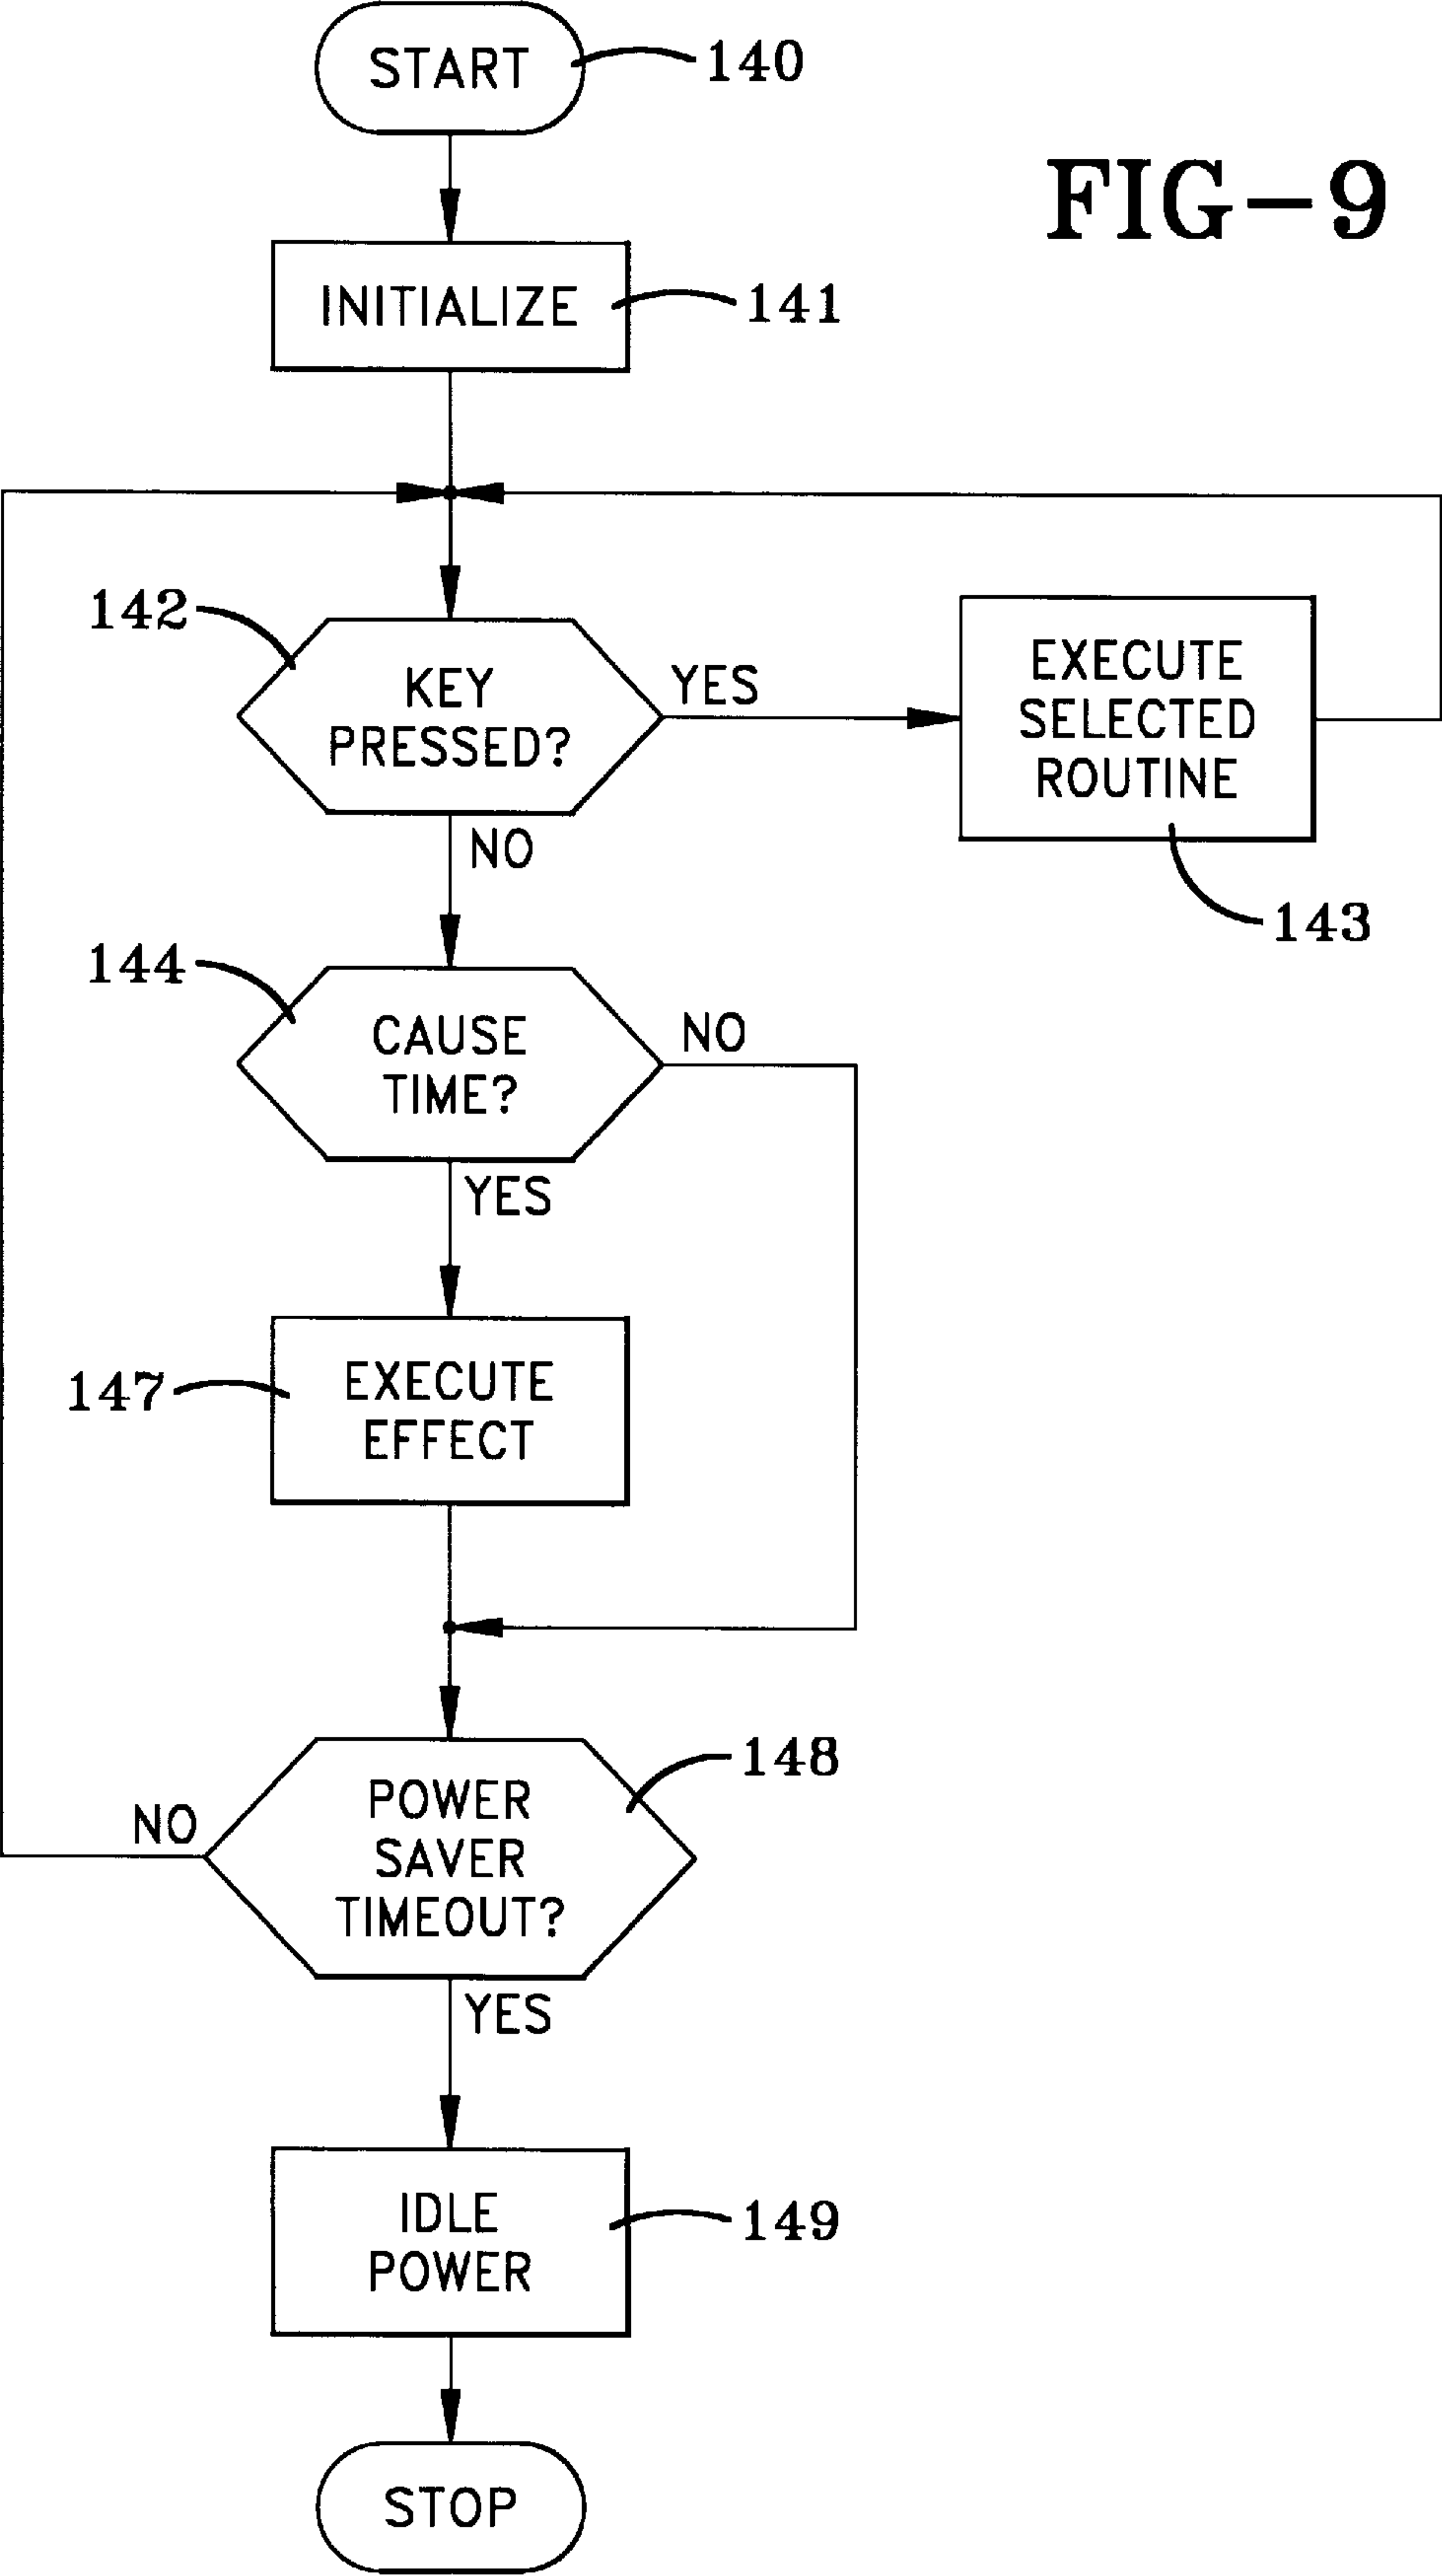 START
140
FIG-9
INITIALIZE
141
142
KEY
PRESSED?
YES
EXECUTE
SELECTED
ROUTINE
143
NO
144
CAUSE
TIME?
NO
YES
147
EXECUTE
EFFECT
148
POWER
SAVER
TIMEOUT?
NO
YES
IDLE
POWER
149
STOP